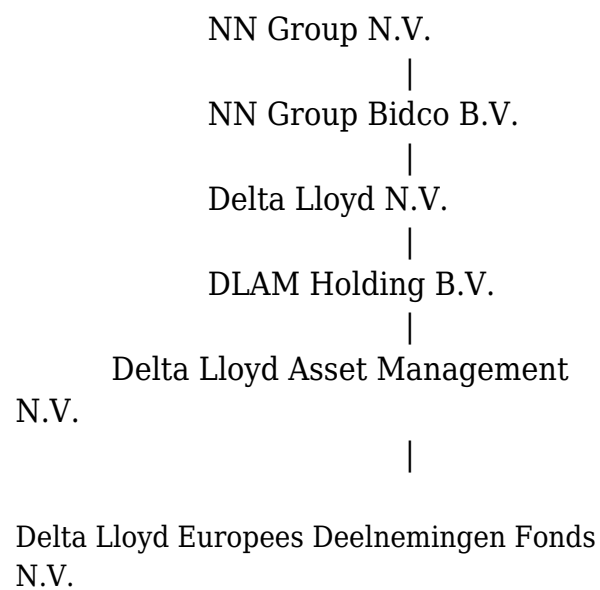 NN Group N.V.
|
NN Group Bidco B.V.
|
Delta Lloyd N.V.
|
DLAM Holding B.V.
|
Delta Lloyd Asset Management
N.V.
|
Delta Lloyd Europees Deelnemingen Fonds
N.V.